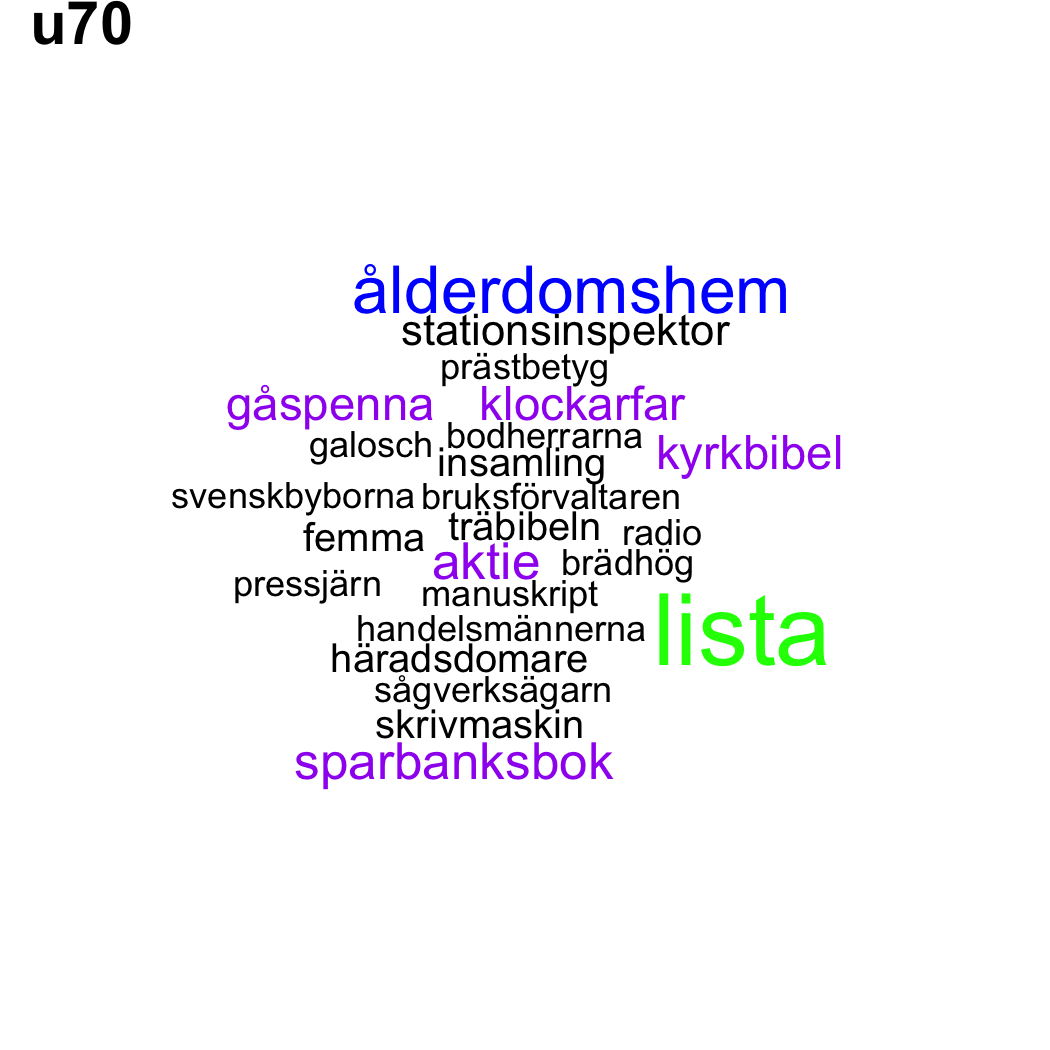 u70
ålderdomshem
stationsinspektor
prästbetyg
gåspenna klockarfar
galosch bodherrarna
insamling kyrkbibel
svenskbyborna bruksförvaltaren
femma träbibeln radio
aktie brädhög
pressjärn manuskript
handelsmännerna lista
häradsdomare
sågverksägarn
skrivmaskin
sparbanksbok